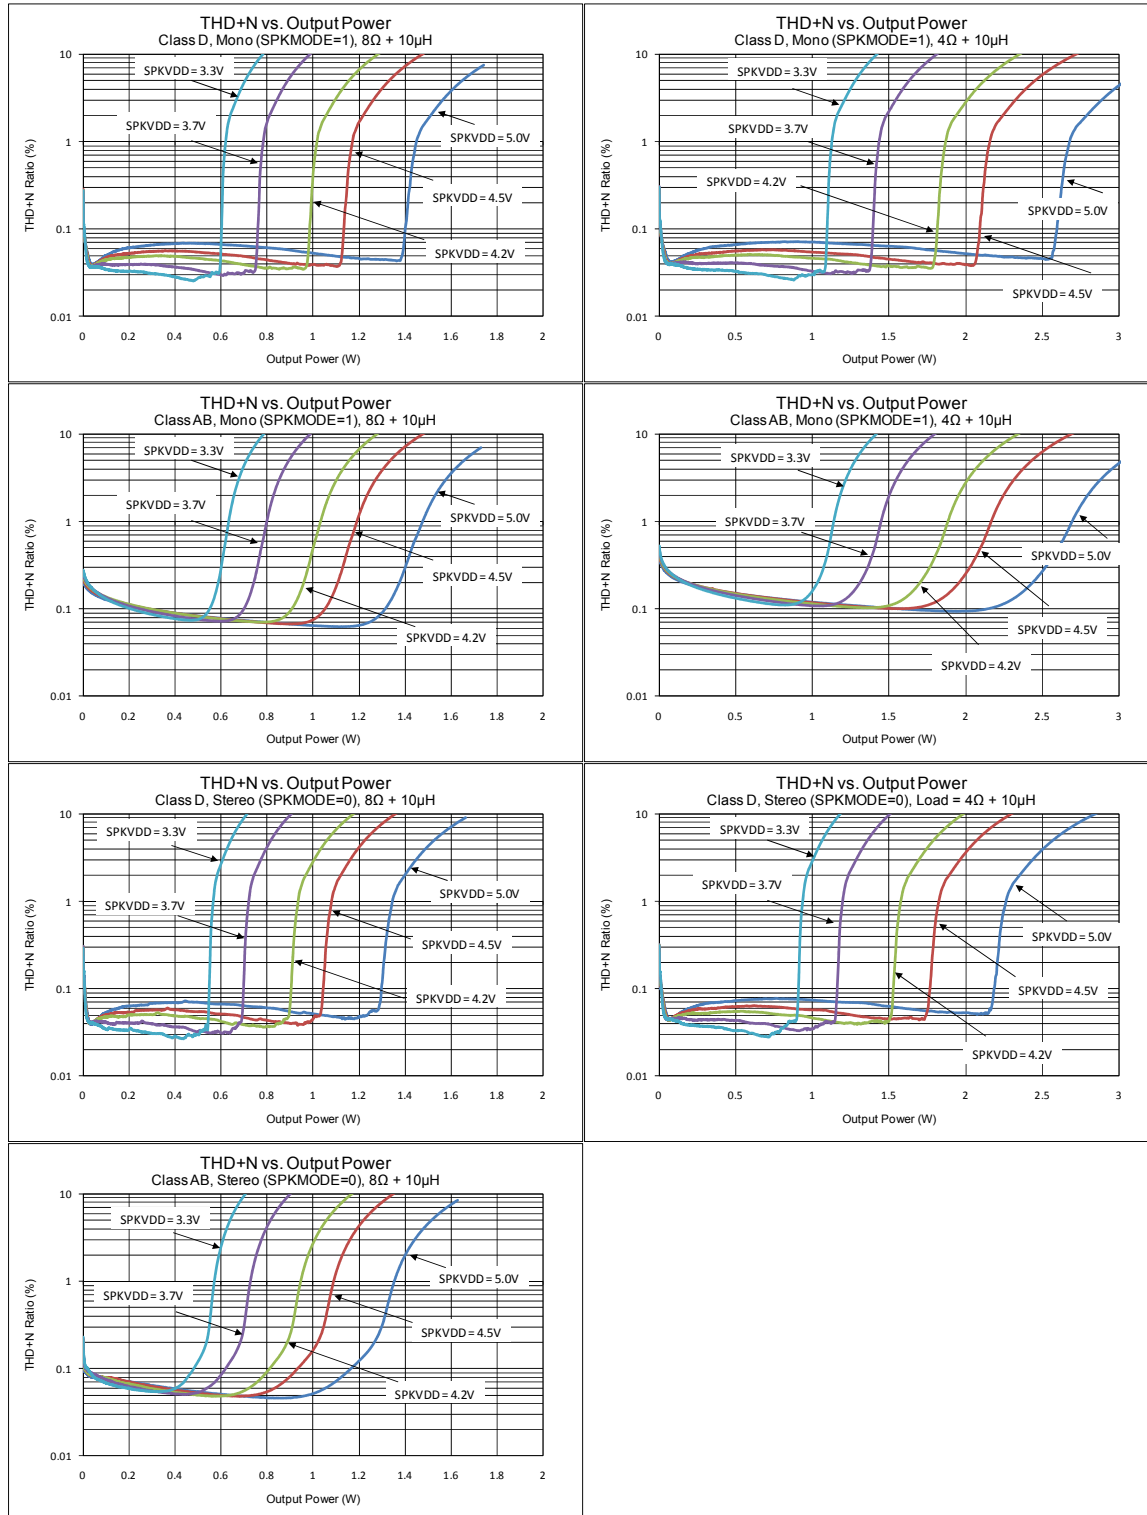 THD+N vs. Output Power
Class D, Mono (SPKMODE=1), 8Ω + 10µH
10
1
0.1
0.01
THD+N Ratio (%)
SPKVDD = 3.3V
SPKVDD = 3.7V
SPKVDD = 5.0V
SPKVDD = 4.5V
SPKVDD = 4.2V
0 0.2 0.4 0.6 0.8 1 1.2 1.4 1.6 1.8 2
Output Power (W)
THD+N vs. Output Power
Class D, Mono (SPKMODE=1), 4Ω + 10µH
10
1
0.1
0.01
THD+N Ratio (%)
SPKVDD = 3.3V
SPKVDD = 3.7V
SPKVDD = 4.2V
SPKVDD = 5.0V
SPKVDD = 4.5V
0 0.5 1 1.5 2 2.5 3
Output Power (W)
THD+N vs. Output Power
Class AB, Mono (SPKMODE=1), 8Ω + 10µH
10
1
0.1
0.01
THD+N Ratio (%)
SPKVDD = 3.3V
SPKVDD = 3.7V
SPKVDD = 5.0V
SPKVDD = 4.5V
SPKVDD = 4.2V
0 0.2 0.4 0.6 0.8 1 1.2 1.4 1.6 1.8 2
Output Power (W)
THD+N vs. Output Power
Class AB, Mono (SPKMODE=1), 4Ω + 10µH
10
1
0.1
0.01
THD+N Ratio (%)
SPKVDD = 3.3V
SPKVDD = 3.7V
SPKVDD = 5.0V
SPKVDD = 4.5V
SPKVDD = 4.2V
0 0.5 1 1.5 2 2.5 3
Output Power (W)
THD+N vs. Output Power
Class D, Stereo (SPKMODE=0), 8Ω + 10µH
10
1
0.1
0.01
THD+N Ratio (%)
SPKVDD = 3.3V
SPKVDD = 3.7V
SPKVDD = 5.0V
SPKVDD = 4.5V
SPKVDD = 4.2V
0 0.2 0.4 0.6 0.8 1 1.2 1.4 1.6 1.8 2
Output Power (W)
THD+N vs. Output Power
Class D, Stereo (SPKMODE=0), Load = 4Ω + 10µH
10
1
0.1
0.01
THD+N Ratio (%)
SPKVDD = 3.3V
SPKVDD = 3.7V
SPKVDD = 5.0V
SPKVDD = 4.5V
SPKVDD = 4.2V
0 0.5 1 1.5 2 2.5 3
Output Power (W)
THD+N vs. Output Power
Class AB, Stereo (SPKMODE=0), 8Ω + 10µH
10
1
0.1
0.01
THD+N Ratio (%)
SPKVDD = 3.3V
SPKVDD = 3.7V
SPKVDD = 5.0V
SPKVDD = 4.5V
SPKVDD = 4.2V
0 0.2 0.4 0.6 0.8 1 1.2 1.4 1.6 1.8 2
Output Power (W)